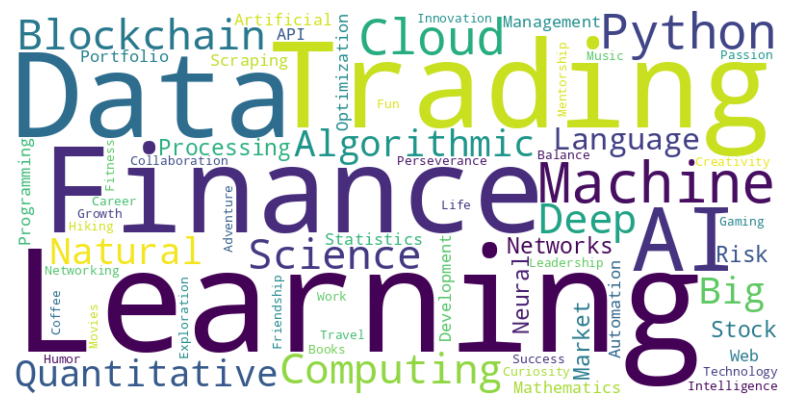 Blockchain
Artificial
API
Innovation
Management
Python
Portfolio
Scraping
Optimization
Cloud
Mentorship
Music
Passion
Data
Trading
Fun
Programming
Processing
Algorithmic
Language
Collaboration
Fitness
Perseverance
Balance
Creativity
Finance
Machine
Career
Growth
Hiking
Adventure
Life
Deep
AI
Gaming
Natural
Science
Statistics
Networks
Risk
Networking
Leadership
Learning
Coffee
Movies
Exploration
Friendship
Work
Development
Neural
Market
Automation
Big
Travel
Books
Stock
Humor
Quantitative
Computing
Success
Curiosity
Mathematics
Web
Technology
Intelligence